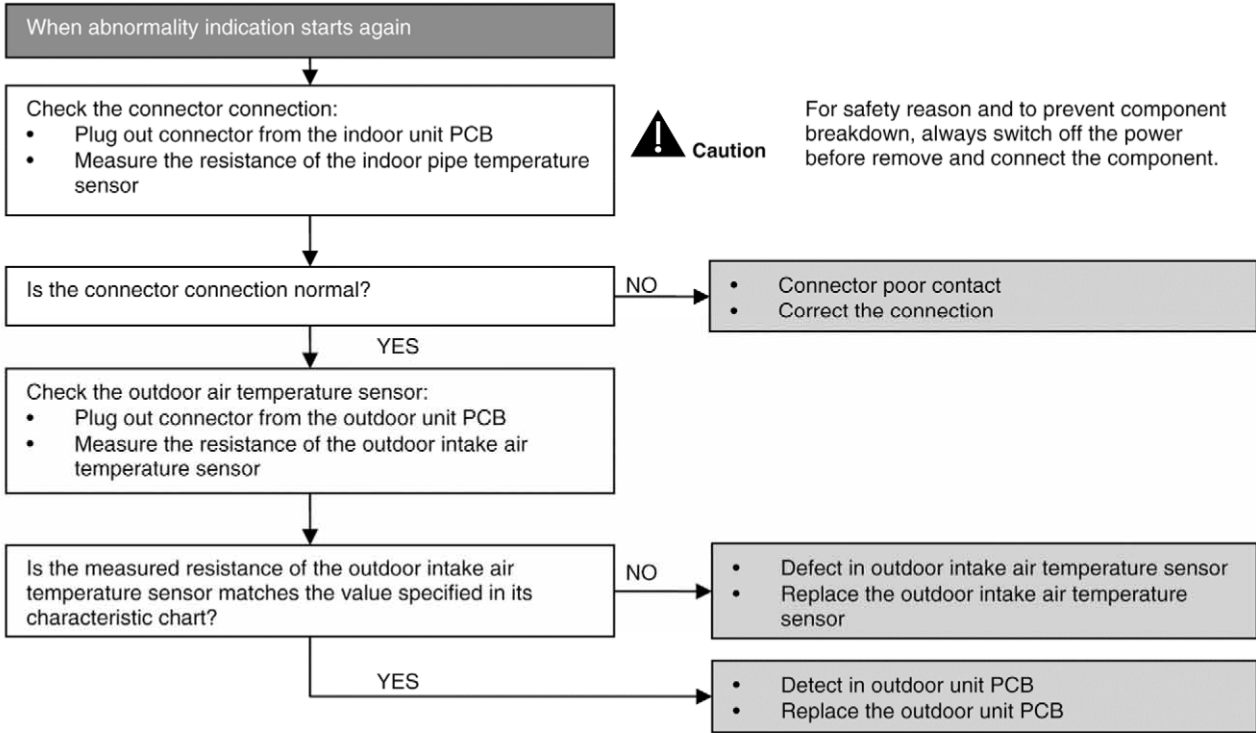 When abnormality indication starts again
Check the connector connection:
• Plug out connector from the indoor unit PCB
• Measure the resistance of the indoor pipe temperature
sensor
Caution
For safety reason and to prevent component
breakdown, always switch off the power
before remove and connect the component.
Is the connector connection normal?
NO
• Connector poor contact
• Correct the connection
YES
Check the outdoor air temperature sensor:
• Plug out connector from the outdoor unit PCB
• Measure the resistance of the outdoor intake air
temperature sensor
Is the measured resistance of the outdoor intake air
temperature sensor matches the value specified in its
characteristic chart?
NO
• Defect in outdoor intake air temperature sensor
• Replace the outdoor intake air temperature
sensor
YES
• Detect in outdoor unit PCB
• Replace the outdoor unit PCB